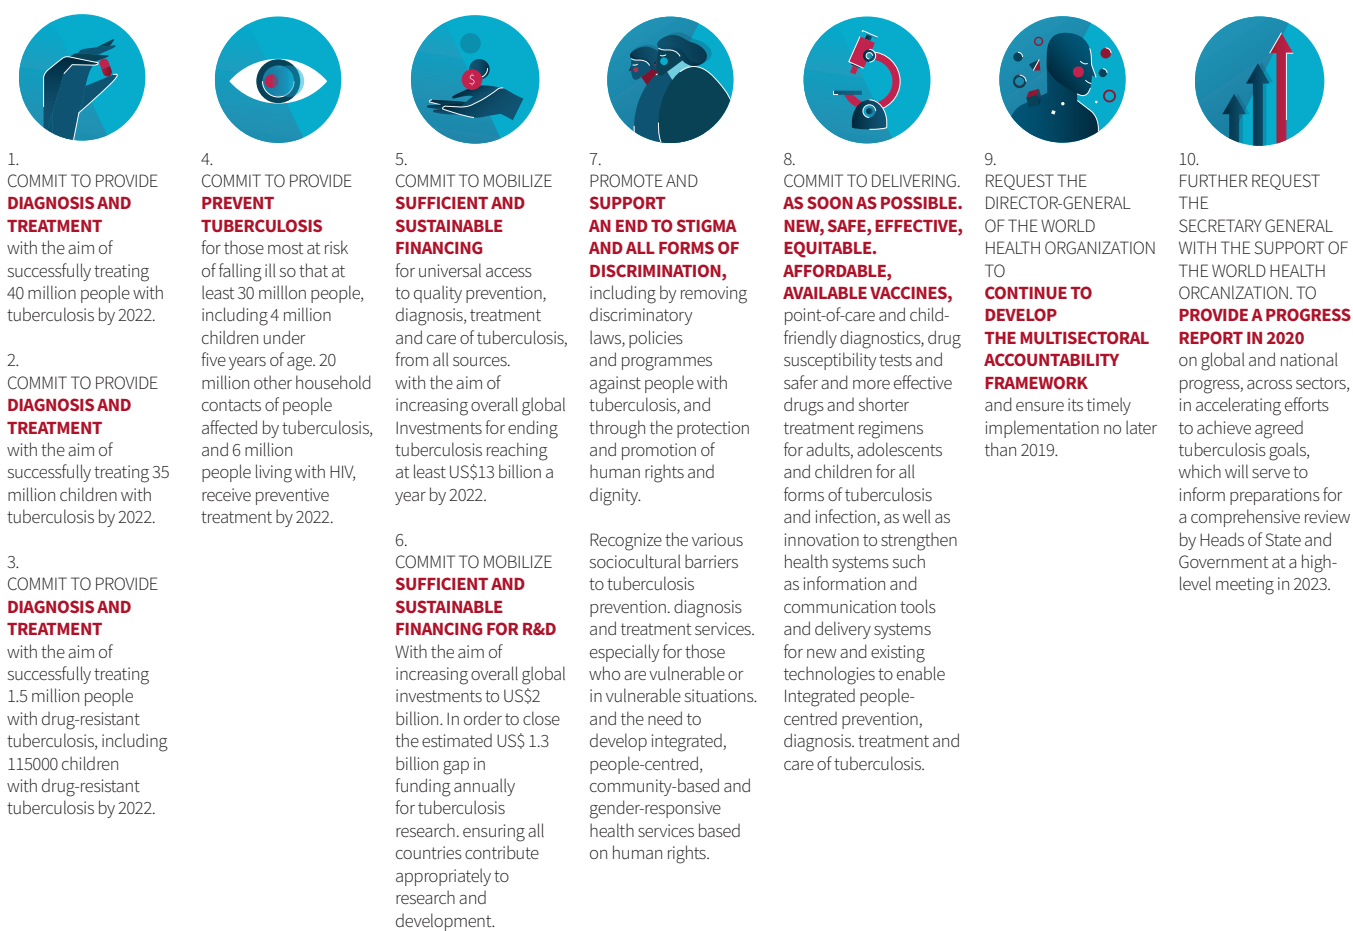 $
1.
COMMIT TO PROVIDE
DIAGNOSIS AND
TREATMENT
with the aim of
successfully treating
40 million people with
tuberculosis by 2022.
2.
COMMIT TO PROVIDE
DIAGNOSIS AND
TREATMENT
with the aim of
successfully treating 35
million children with
tuberculosis by 2022.
3.
COMMIT TO PROVIDE
DIAGNOSIS AND
TREATMENT
with the aim of
successfully treating
1.5 million people
with drug-resistant
tuberculosis, including
115000 children
with drug-resistant
tuberculosis by 2022.
4.
COMMIT TO PROVIDE
PREVENT
TUBERCULOSIS
for those most at risk
of falling ill so that at
least 30 milllon people,
including 4 million
children under
five years of age. 20
million other household
contacts of people
affected by tuberculosis,
and 6 million
people living with HIV,
receive preventive
treatment by 2022.
5.
COMMIT TO MOBILIZE
SUFFICIENT AND
SUSTAINABLE
FINANCING
for universal access
to quality prevention,
diagnosis, treatment
and care of tuberculosis,
from all sources.
with the aim of
increasing overall global
Investments for ending
tuberculosis reaching
at least US$13 billion a
year by 2022.
6.
COMMIT TO MOBILIZE
SUFFICIENT AND
SUSTAINABLE
FINANCING FOR R&D
With the aim of
increasing overall global
investments to US$2
billion. In order to close
the estimated US$ 1.3
billion gap in
funding annually
for tuberculosis
research. ensuring all
countries contribute
appropriately to
research and
development.
7.
PROMOTE AND
SUPPORT
AN END TO STIGMA
AND ALL FORMS OF
DISCRIMINATION,
including by removing
discriminatory
laws, policies
and programmes
against people with
tuberculosis, and
through the protection
and promotion of
human rights and
dignity.
Recognize the various
sociocultural barriers
to tuberculosis
prevention. diagnosis
and treatment services.
especially for those
who are vulnerable or
in vulnerable situations.
and the need to
develop integrated,
people-centred,
community-based and
gender-responsive
health services based
on human rights.
8.
COMMIT TO DELIVERING.
AS SOON AS POSSIBLE.
NEW, SAFE, EFFECTIVE,
EQUITABLE.
AFFORDABLE,
AVAILABLE VACCINES,
point-of-care and child-
friendly diagnostics, drug
susceptibility tests and
safer and more effective
drugs and shorter
treatment regimens
for adults, adolescents
and children for all
forms of tuberculosis
and infection, as well as
innovation to strengthen
health systems such
as information and
communication tools
and delivery systems
for new and existing
technologies to enable
Integrated people-
centred prevention,
diagnosis. treatment and
care of tuberculosis.
9.
REQUEST THE
DIRECTOR-GENERAL
OF THE WORLD
HEALTH ORGANIZATION
TO
CONTINUE TO
DEVELOP
THE MULTISECTORAL
ACCOUNTABILITY
FRAMEWORK
and ensure its timely
implementation no later
than 2019.
10.
FURTHER REQUEST
THE
SECRETARY GENERAL
WITH THE SUPPORT OF
THE WORLD HEALTH
ORCANIZATION. TO
PROVIDE A PROGRESS
REPORT IN 2020
on global and national
progress, across sectors,
in accelerating efforts
to achieve agreed
tuberculosis goals,
which will serve to
inform preparations for
a comprehensive review
by Heads of State and
Government at a high-
level meeting in 2023.